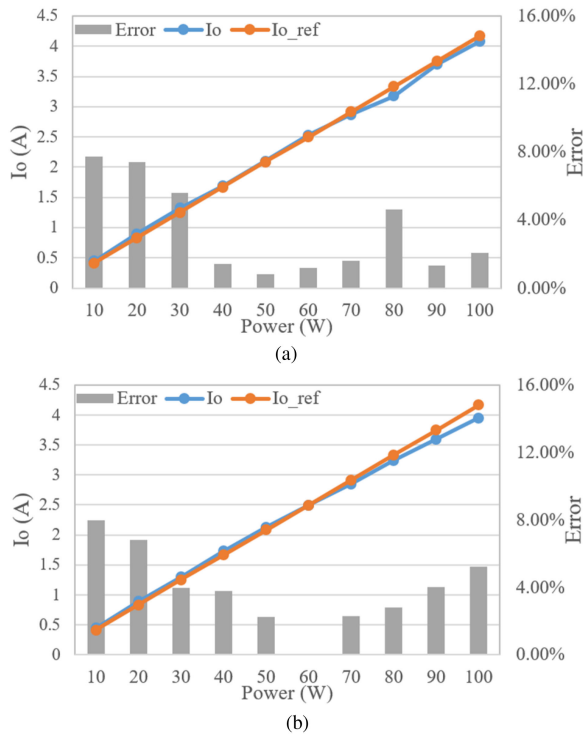 4.5 Error Io Io_ref 16.00%
4
3.5 12.00%
3
Io (A) 2.5 8.00% Error
2
1.5
1 4.00%
0.5
0 0.00%
10 20 30 40 50 60 70 80 90 100
Power (W)
(a)
4.5 Error Io Io_ref 16.00%
4
3.5 12.00%
3
Io (A) 2.5 8.00% Error
2
1.5
1 4.00%
0.5
0 0.00%
10 20 30 40 50 60 70 80 90 100
Power (W)
(b)